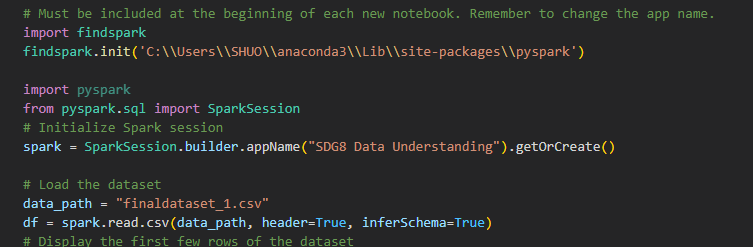 # Must be included at the beginning of each new notebook. Remember to change the app name.
import findspark
findspark.init('C:\\Users\\SHUO\\anaconda3\\Lib\\site-packages\\pyspark')
import pyspark
from pyspark.sql import SparkSession
# Initialize Spark session
spark = SparkSession.builder.appName("SDG8 Data Understanding").getOrCreate()
# Load the dataset
data_path = "finaldataset_1.csv"
df = spark.read.csv(data_path, header=True, inferSchema=True)
# Display the first few rows of the dataset